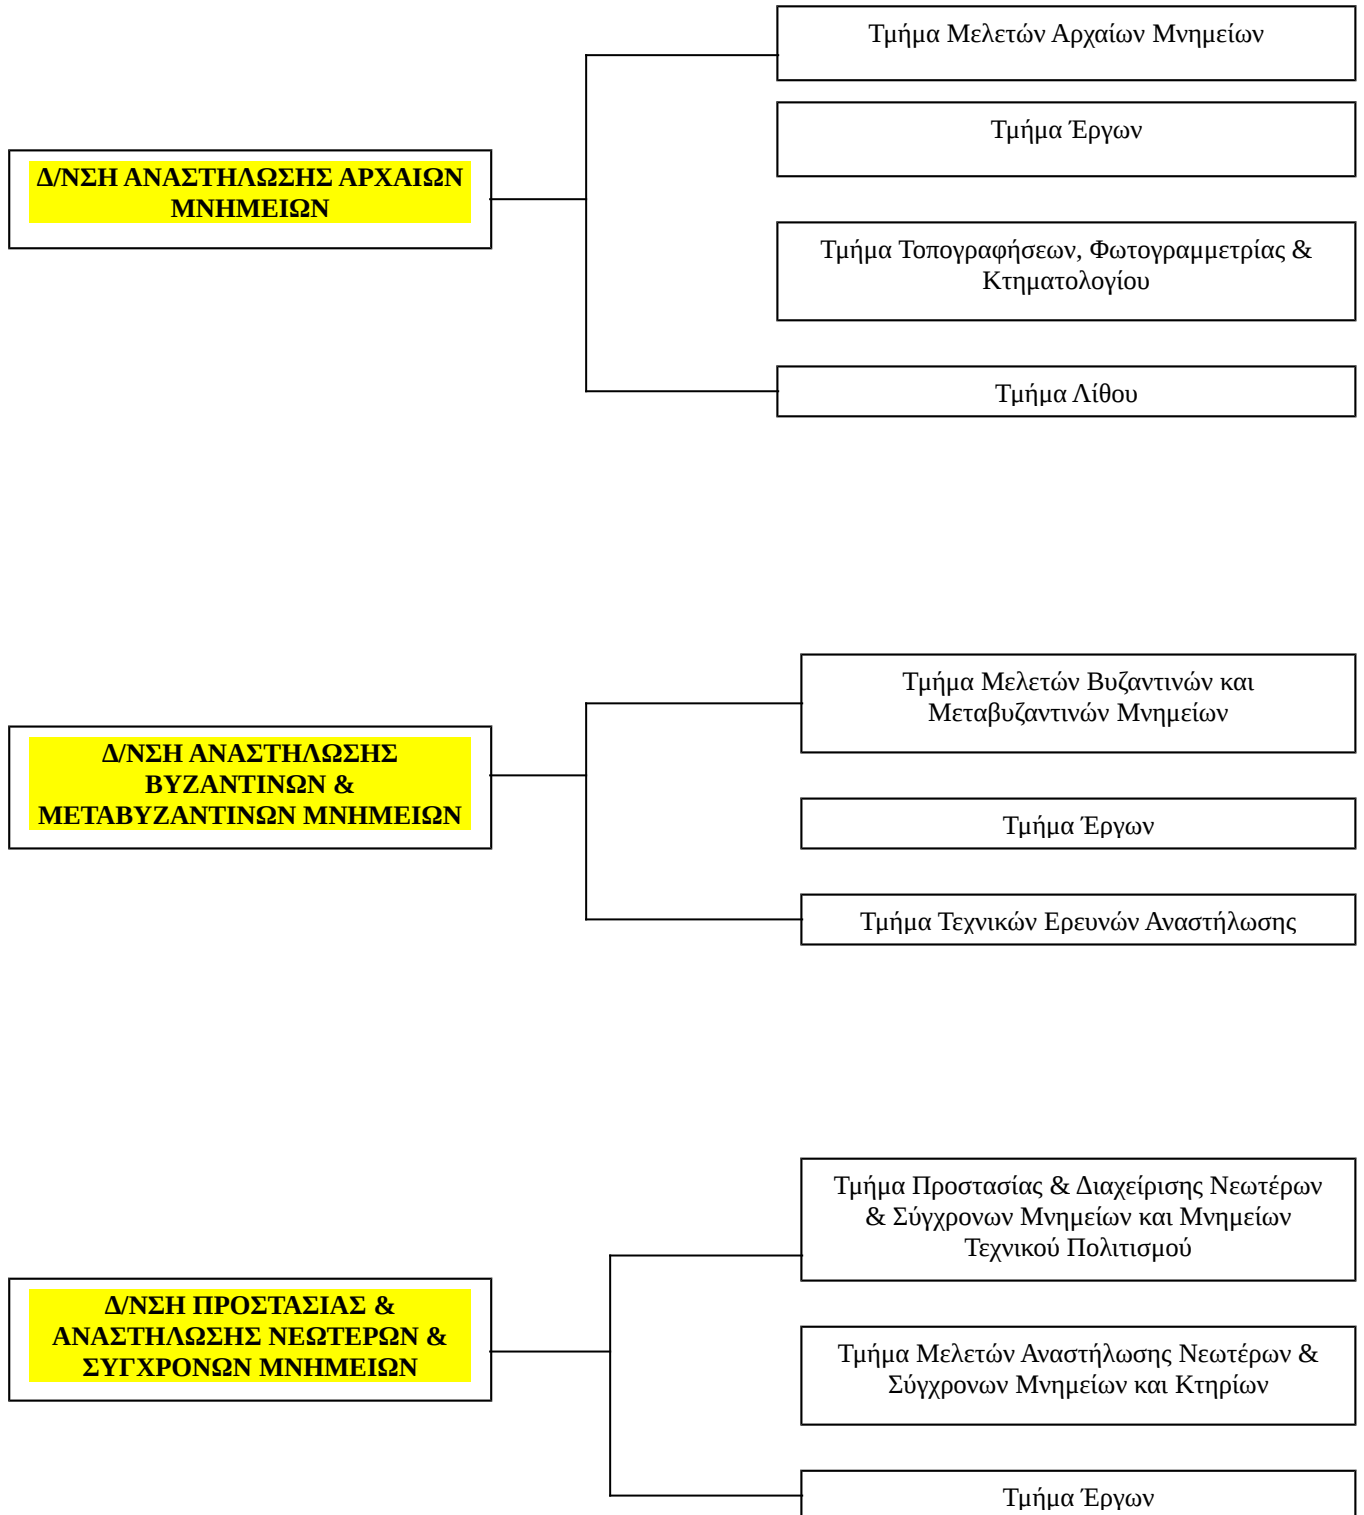 Τμήμα Μελετών Αρχαίων Μνημείων
Τμήμα Έργων
Δ/ΝΣΗ ΑΝΑΣΤΗΛΩΣΗΣ ΑΡΧΑΙΩΝ
ΜΝΗΜΕΙΩΝ
Τμήμα Τοπογραφήσεων, Φωτογραμμετρίας &
Κτηματολογίου
Τμήμα Λίθου
Τμήμα Μελετών Βυζαντινών και
Μεταβυζαντινών Μνημείων
Δ/ΝΣΗ ΑΝΑΣΤΗΛΩΣΗΣ
ΒΥΖΑΝΤΙΝΩΝ &
ΜΕΤΑΒΥΖΑΝΤΙΝΩΝ ΜΝΗΜΕΙΩΝ
Τμήμα Έργων
Τμήμα Τεχνικών Ερευνών Αναστήλωσης
Τμήμα Προστασίας & Διαχείρισης Νεωτέρων
& Σύγχρονων Μνημείων και Μνημείων
Τεχνικού Πολιτισμού
Δ/ΝΣΗ ΠΡΟΣΤΑΣΙΑΣ &
ΑΝΑΣΤΗΛΩΣΗΣ ΝΕΩΤΕΡΩΝ &
ΣΥΓΧΡΟΝΩΝ ΜΝΗΜΕΙΩΝ
Τμήμα Μελετών Αναστήλωσης Νεωτέρων &
Σύγχρονων Μνημείων και Κτηρίων
Τμήμα Έργων